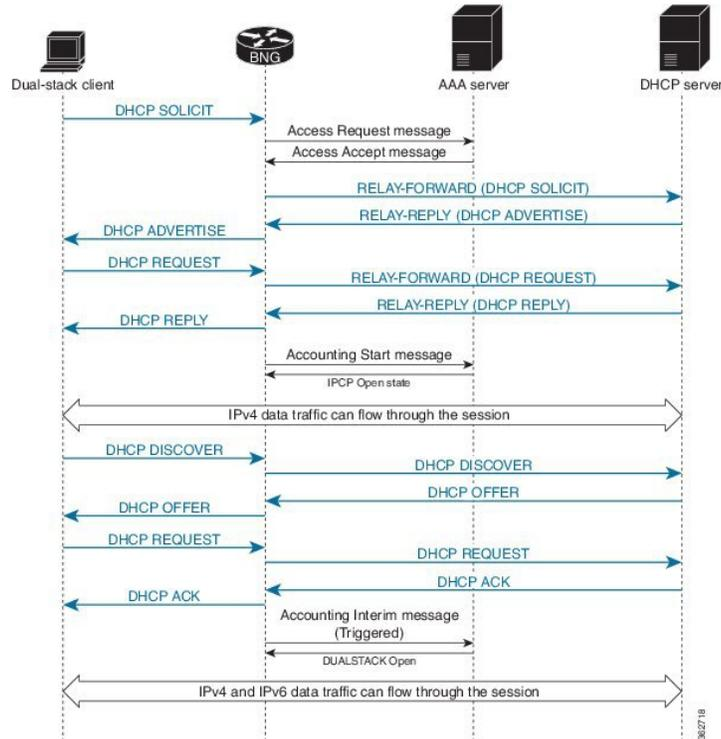 BNG
Dual-stack client
AAA server
DHCP server
DHCP SOLICIT
Access Request message
Access Accept message
RELAY-FORWARD (DHCP SOLICIT)
RELAY-REPLY (DHCP ADVERTISE)
DHCP ADVERTISE
DHCP REQUEST
RELAY-FORWARD (DHCP REQUEST)
RELAY-REPLY (DHCP REPLY)
DHCP REPLY
Accounting Start message
IPCP Open state
IPv4 data traffic can flow through the session
DHCP DISCOVER
DHCP DISCOVER
DHCP OFFER
DHCP OFFER
DHCP REQUEST
DHCP REQUEST
DHCP ACK
DHCP ACK
Accounting Interim message
(Triggered)
DUALSTACK Open
IPv4 and IPv6 data traffic can flow through the session
362718